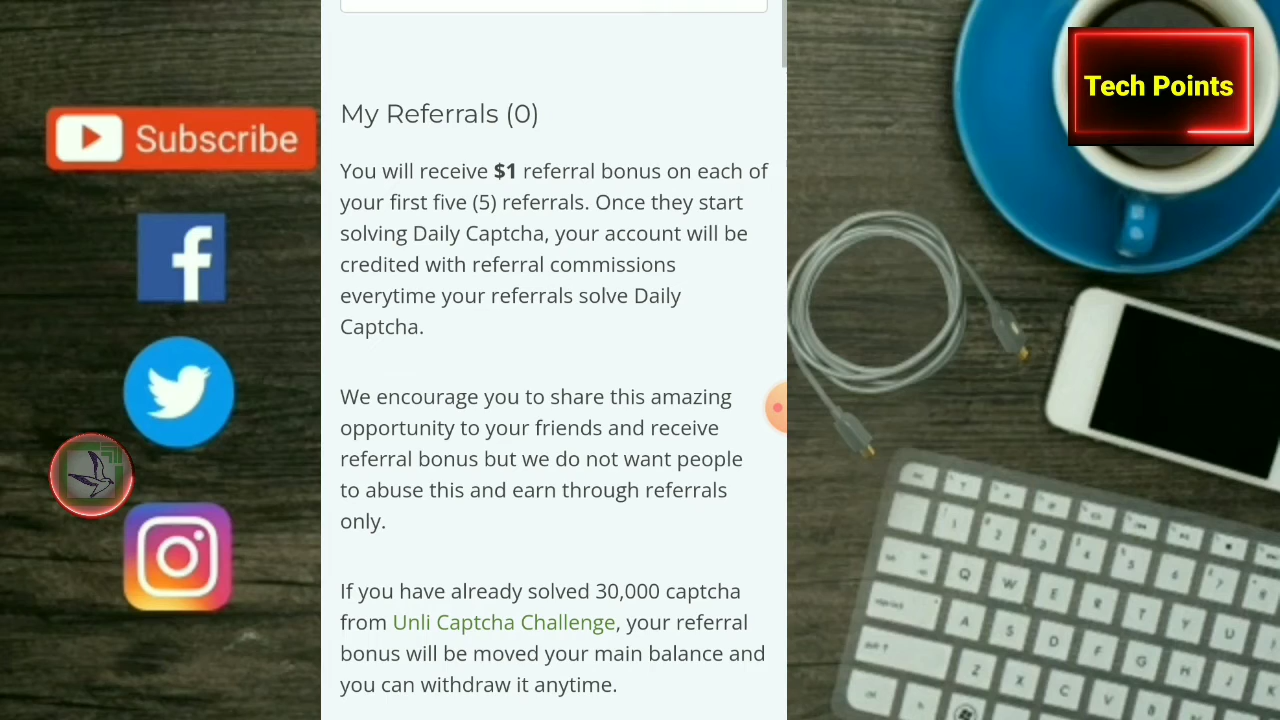 Tech Points
Subscribe
My Referrals (0)
You will receive $1 referral bonus on each of
your first five (5) referrals. Once they start
solving Daily Captcha, your account will be
credited with referral commissions
everytime your referrals solve Daily
Captcha.
We encourage you to share this amazing
opportunity to your friends and receive
referral bonus but we do not want people
to abuse this and earn through referrals
only.
If you have already solved 30,000 captcha
from Unli Captcha Challenge, your referral
bonus will be moved your main balance and
you can withdraw it anytime.
Q W E R T Y U
A S D F G H J K
Z X C V B N M